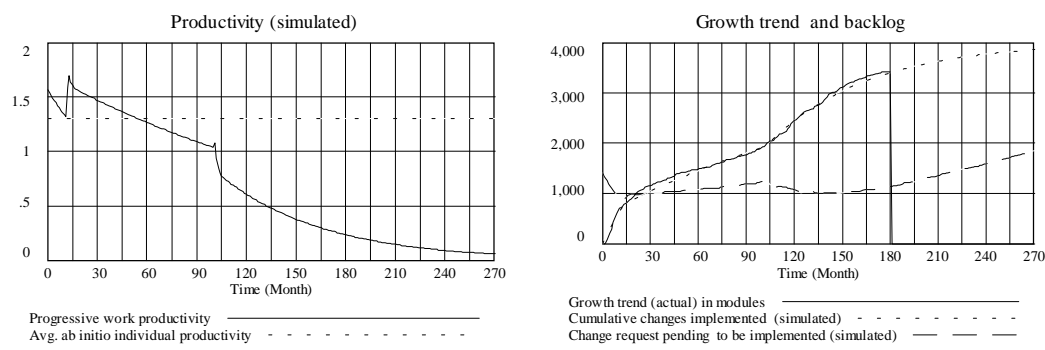 Productivity (simulated)
2
1.5
1
.5
0
0 30 60 90 120 150 180 210 240 270
Time (Month)
Progressive work productivity
Avg. ab initio individual productivity
Growth trend and backlog
4,000
3,000
2,000
1,000
0
0 30 60 90 120 150 180 210 240 270
Time (Month)
Growth trend (actual) in modules
Cumulative changes implemented (simulated)
Change request pending to be implemented (simulated)